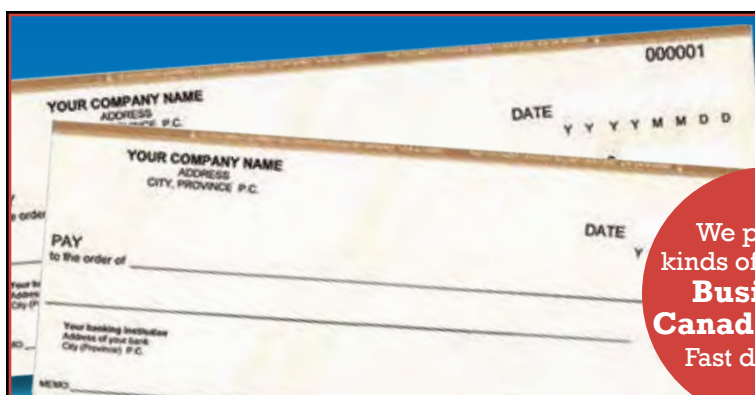 000001
YOUR COMPANY NAME
ADDRESS
P.C.
DATE
Y Y Y Y M M D D
YOUR COMPANY NAME
ADDRESS
CITY, PROVINCE P.C.
DATE
Y
PAY
to the order of
Your banking institution
Address of your bank
City (Province) P.C.
MEMO
We p
kinds of
Busi
Canad
Fast d